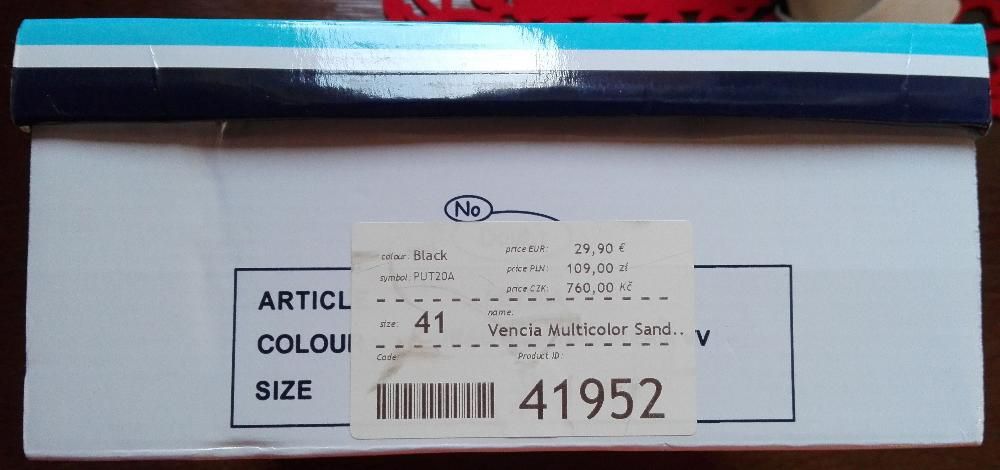 No
colour: Black
symbol: PUT20A
price EUR: 29,90 €
price PLN: 109,00 zł
price CZK: 760,00 Kč
size: 41
name:
Vencia Multicolor Sand..
Code:
Product ID:
41952
ARTICL
COLOU
V
SIZE